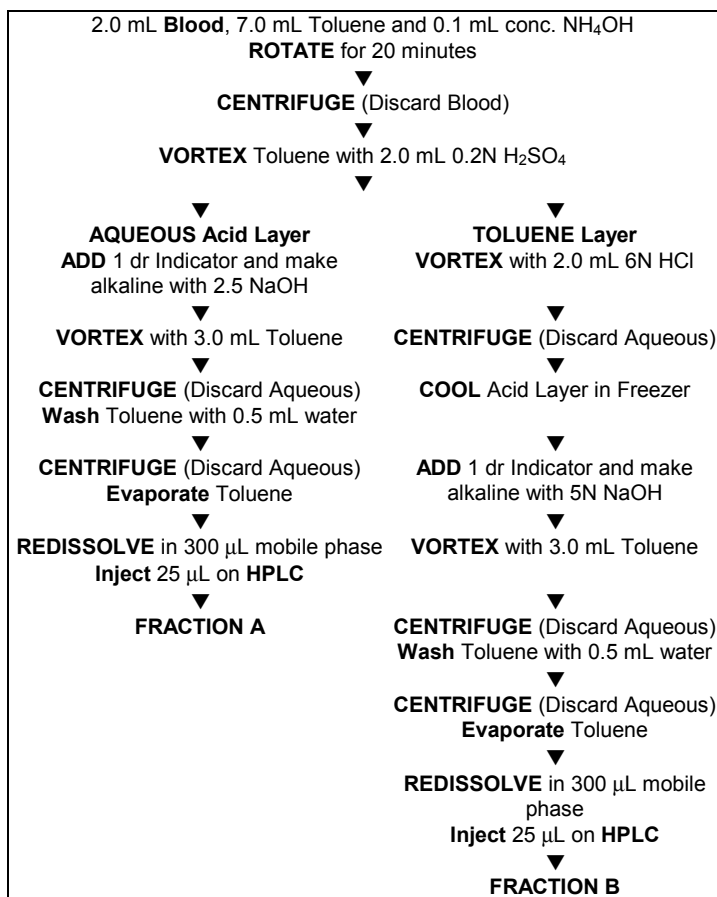 2.0 mL Blood, 7.0 mL Toluene and 0.1 mL conc. NH₄OH
ROTATE for 20 minutes
▼
CENTRIFUGE (Discard Blood)
▼
VORTEX Toluene with 2.0 mL 0.2N H₂SO₄
▼
▼
AQUEOUS Acid Layer
ADD 1 dr Indicator and make
alkaline with 2.5 NaOH
▼
VORTEX with 3.0 mL Toluene
▼
CENTRIFUGE (Discard Aqueous)
Wash Toluene with 0.5 mL water
▼
CENTRIFUGE (Discard Aqueous)
Evaporate Toluene
▼
REDISSOLVE in 300 µL mobile phase
Inject 25 µL on HPLC
▼
FRACTION A
▼
TOLUENE Layer
VORTEX with 2.0 mL 6N HCl
▼
CENTRIFUGE (Discard Aqueous)
▼
COOL Acid Layer in Freezer
▼
ADD 1 dr Indicator and make
alkaline with 5N NaOH
▼
VORTEX with 3.0 mL Toluene
▼
CENTRIFUGE (Discard Aqueous)
Wash Toluene with 0.5 mL water
▼
CENTRIFUGE (Discard Aqueous)
Evaporate Toluene
▼
REDISSOLVE in 300 µL mobile
phase
Inject 25 µL on HPLC
▼
FRACTION B